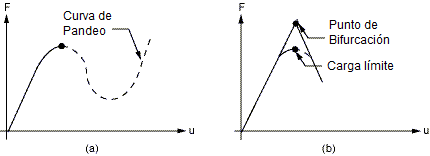 F
Curva de
Pandeo
u
(a)
F
Punto de
Bifurcación
Carga límite
u
(b)